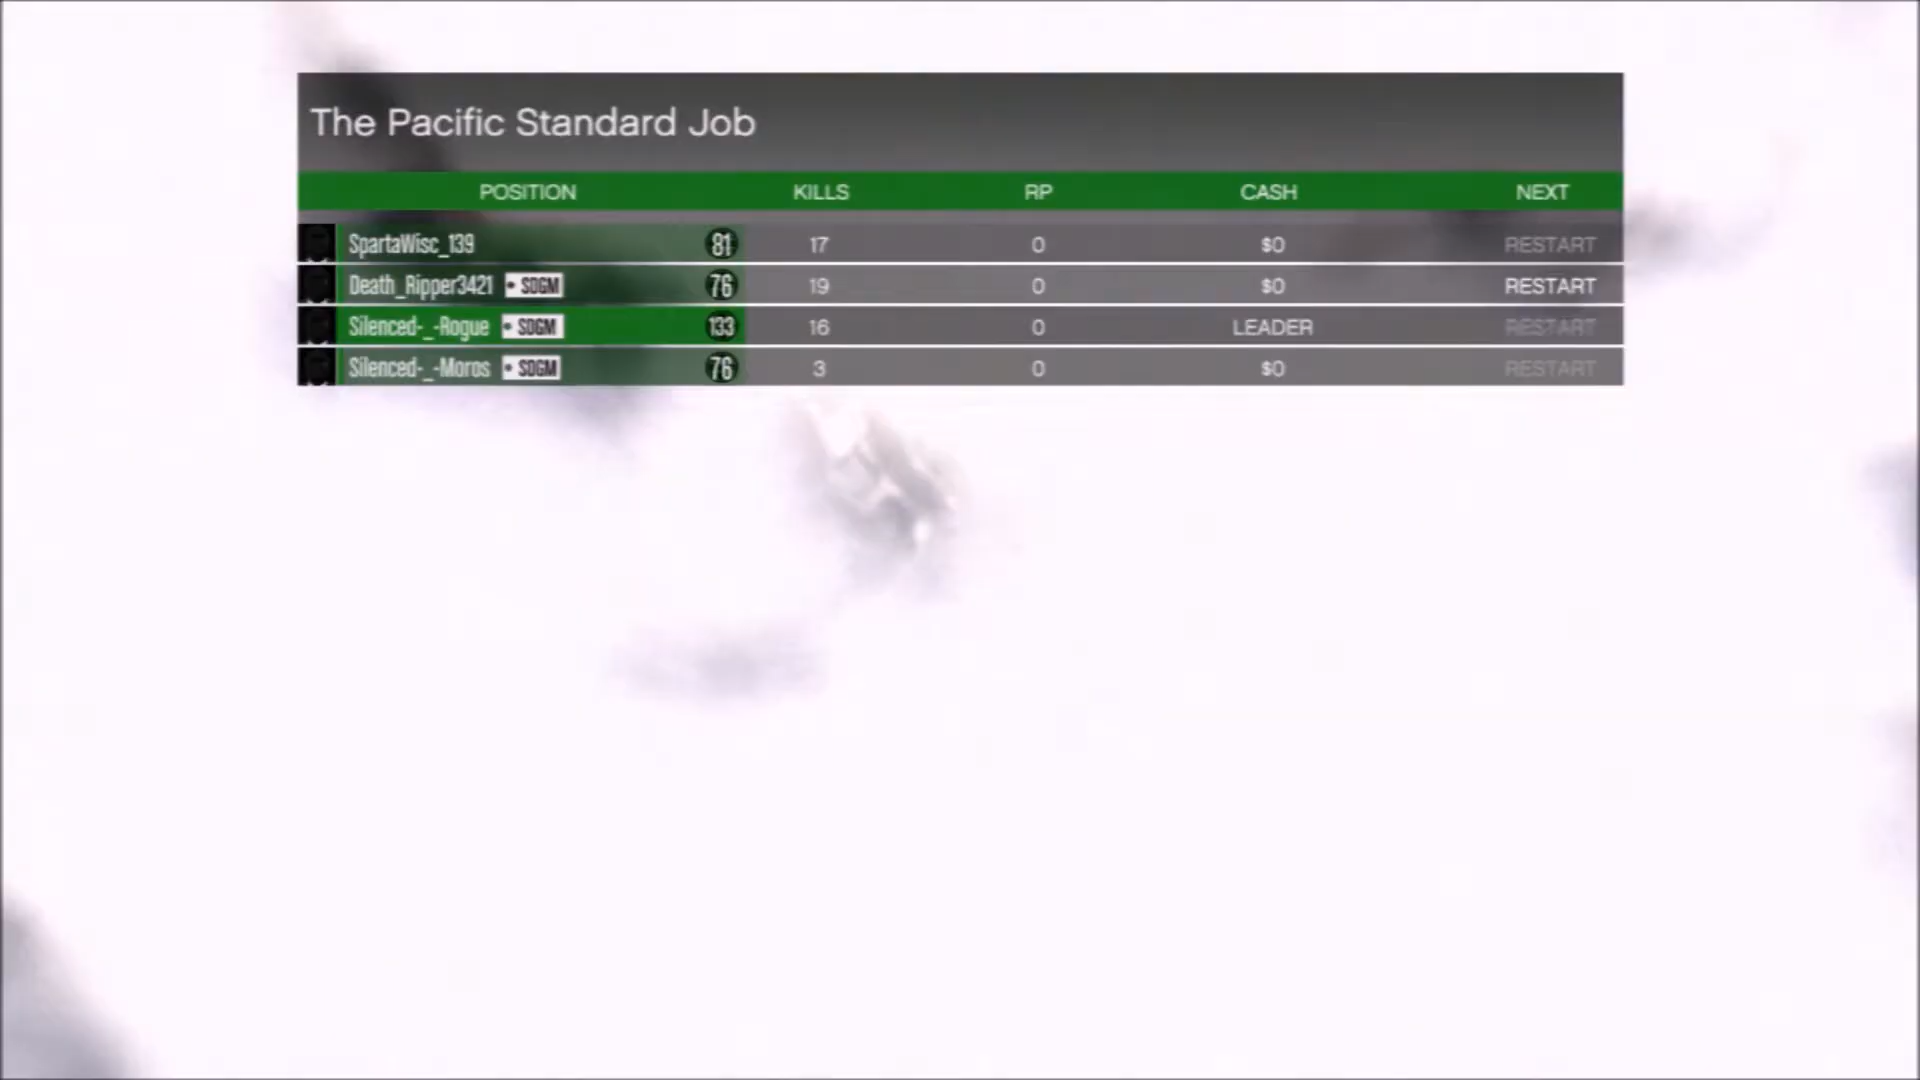 The Pacific Standard Job
POSITION KILLS RP CASH NEXT
SpartaWisc_139 81 17 0 $0 RESTART
Death_Ripper3421 • SDGM 76 19 0 $0 RESTART
Silenced-_-Rogue • SDGM 133 16 0 LEADER RESTART
Silenced-_-Moros • SDGM 76 3 0 $0 RESTART